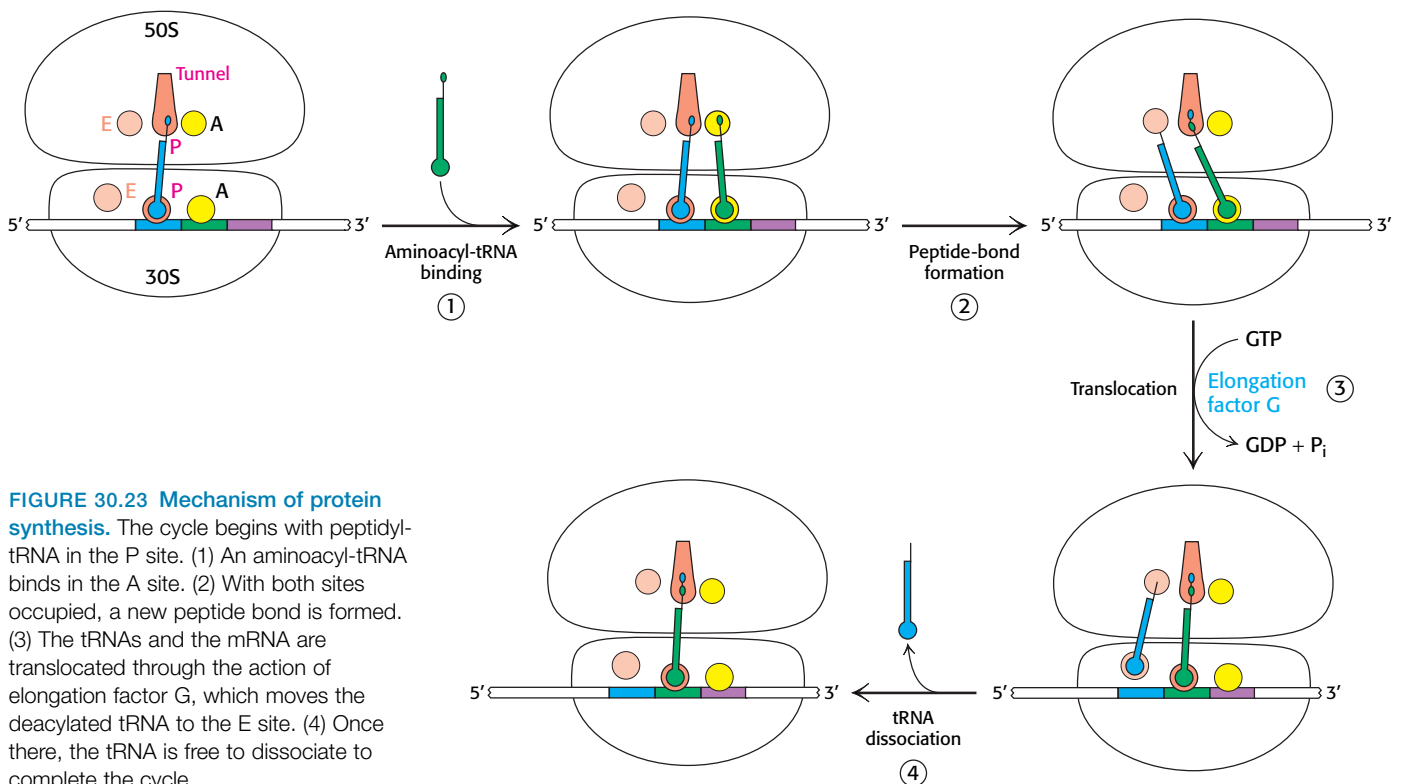 50S
Tunnel
E
A
P
E
P
A
5′
3′
30S
Aminoacyl-tRNA
binding
1
5′
3′
Peptide-bond
formation
2
5′
3′
GTP
Translocation
Elongation
factor G
3
GDP + Pi
5′
3′
tRNA
dissociation
4
5′
3′
FIGURE 30.23 Mechanism of protein
synthesis. The cycle begins with peptidyl-
tRNA in the P site. (1) An aminoacyl-tRNA
binds in the A site. (2) With both sites
occupied, a new peptide bond is formed.
(3) The tRNAs and the mRNA are
translocated through the action of
elongation factor G, which moves the
deacylated tRNA to the E site. (4) Once
there, the tRNA is free to dissociate to
complete the cycle.